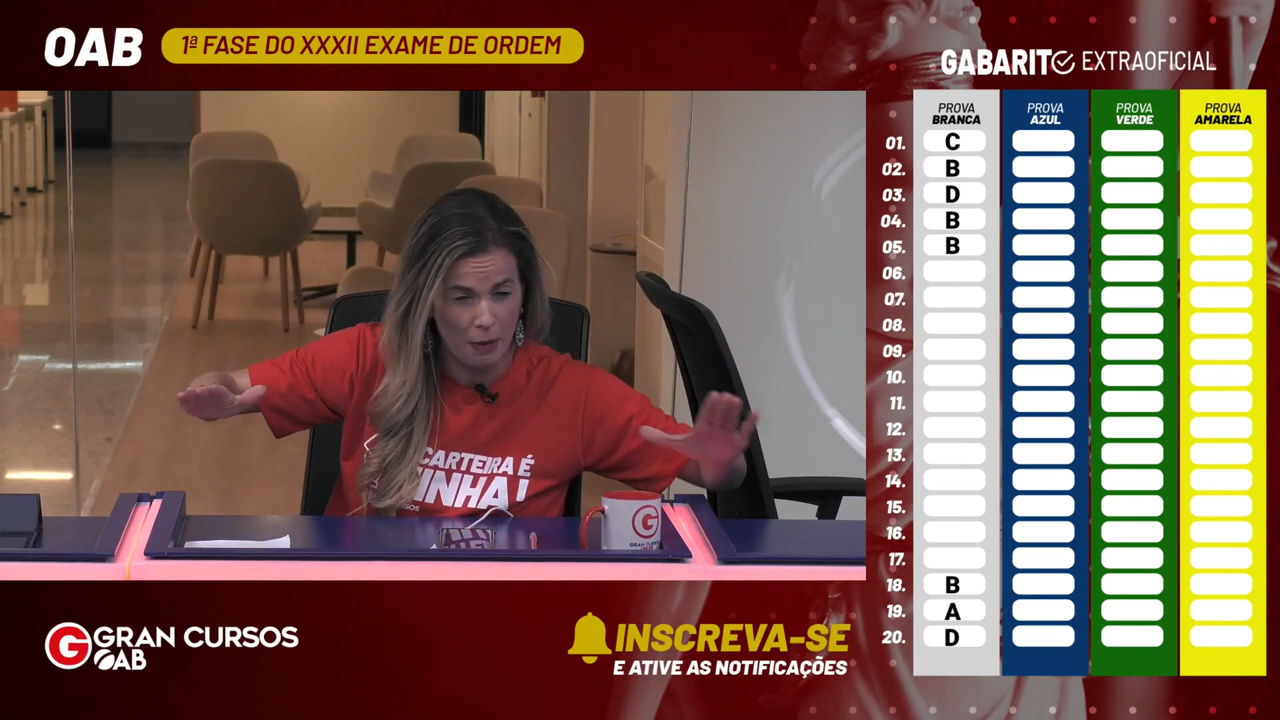 OAB
1ª FASE DO XXXII EXAME DE ORDEM
GABARITO EXTRAOFICIAL
PROVA BRANCA
PROVA AZUL
PROVA VERDE
PROVA AMARELA
01. C
02. B
03. D
04. B
05. B
06.
07.
08.
09.
10.
11.
12.
13.
14.
15.
16.
17.
18. B
19. A
20. D
CARTEIRA É
INHA!
G
GRAN CURSOS
G GRAN CURSOS
OAB
INSCREVA-SE
E ATIVE AS NOTIFICAÇÕES